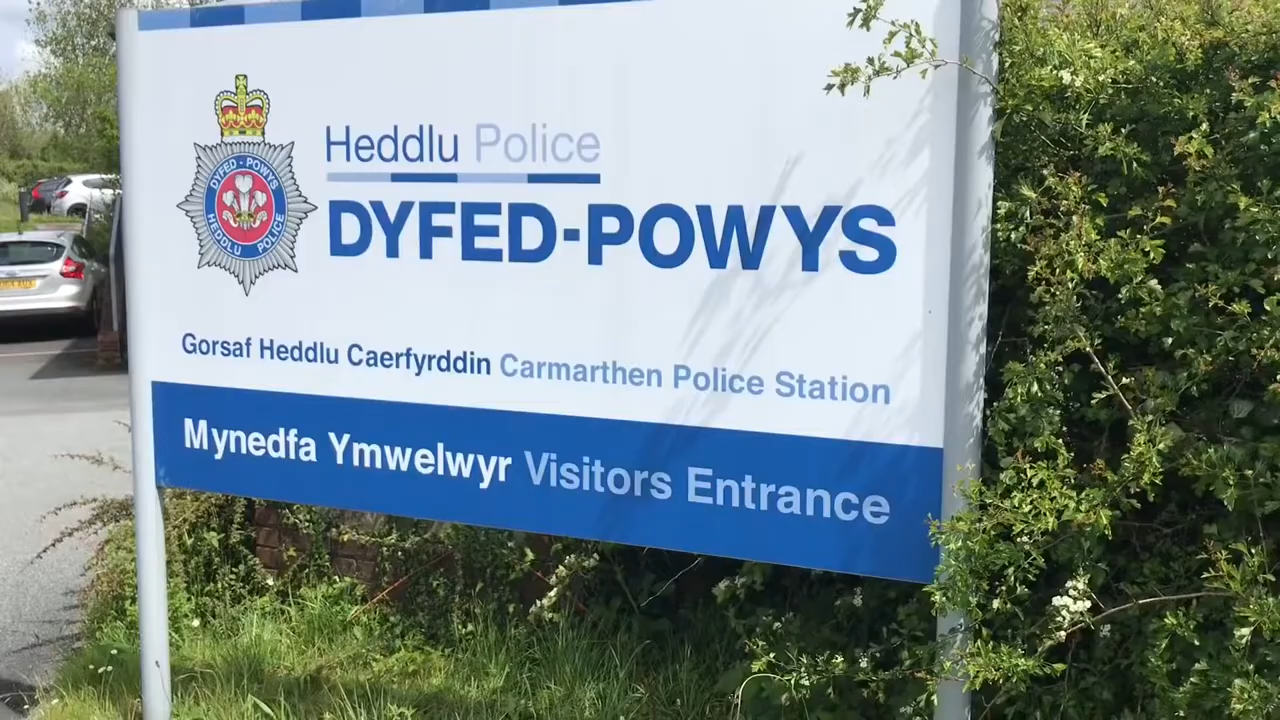 Heddlu Police
DYFED-POWYS
DYFED - POWYS
HEDDLU POLICE
Gorsaf Heddlu Caerfyrddin Carmarthen Police Station
Mynedfa Ymwelwyr Visitors Entrance